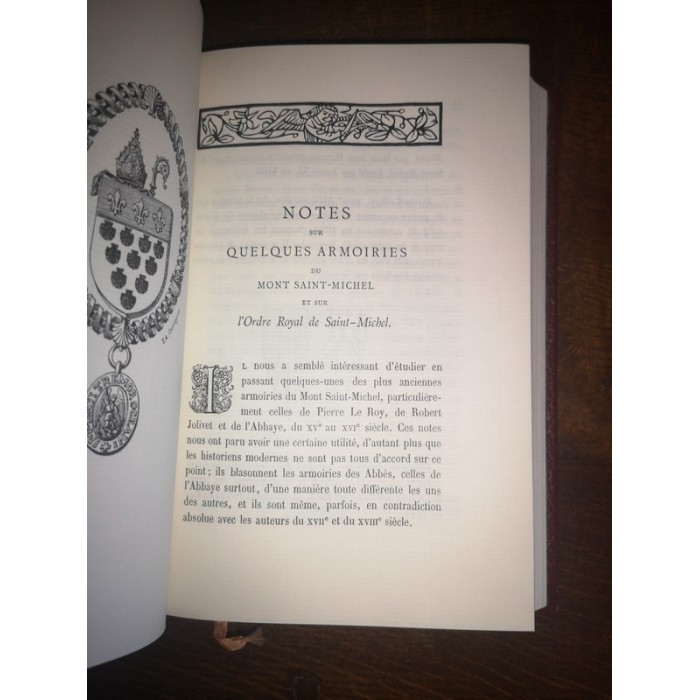 NOTES
SUR
QUELQUES ARMOIRIES
DU
MONT SAINT-MICHEL
ET SUR
l'Ordre Royal de Saint-Michel.
IL nous a semblé intéressant d'étudier en
passant quelques-unes des plus anciennes
armoiries du Mont Saint-Michel, particulière-
ment celles de Pierre Le Roy, de Robert
Jolivet et de l'Abbaye, du XVe au XVIe siècle. Ces notes
nous ont paru avoir une certaine utilité, d'autant plus que
les historiens modernes ne sont pas tous d'accord sur ce
point ; ils blasonnent les armoiries des Abbés, celles de
l'Abbaye surtout, d'une manière toute différente les uns
des autres, et ils sont même, parfois, en contradiction
absolue avec les auteurs du XVIIe et du XVIIIe siècle.